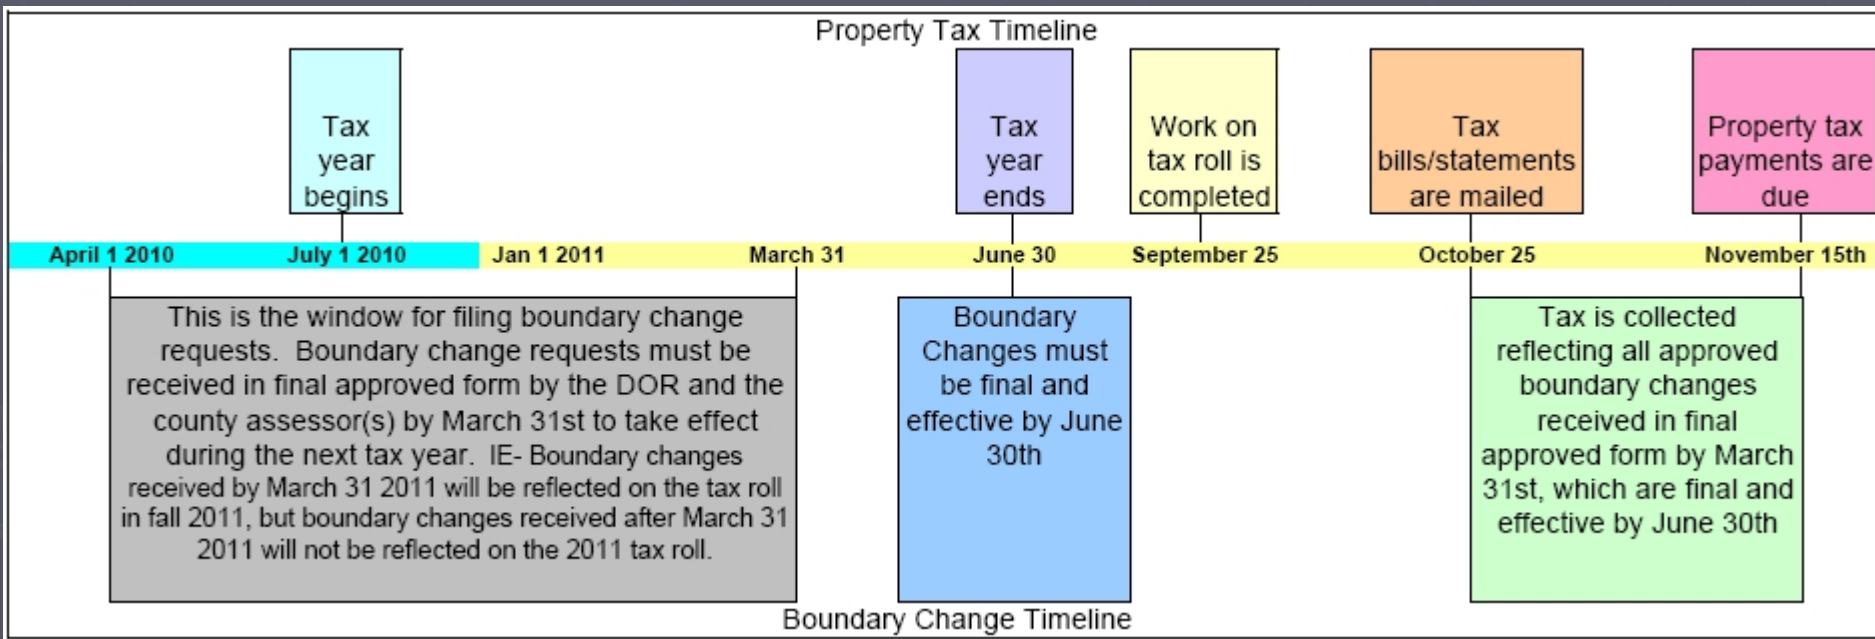 Property Tax Timeline
Tax
year
begins
Tax
year
ends
Work on
tax roll is
completed
Tax
bills/statements
are mailed
Property tax
payments are
due
April 1 2010
July 1 2010
Jan 1 2011
March 31
June 30
September 25
October 25
November 15th
This is the window for filing boundary change
requests. Boundary change requests must be
received in final approved form by the DOR and the
county assessor(s) by March 31st to take effect
during the next tax year. IE- Boundary changes
received by March 31 2011 will be reflected on the tax roll
in fall 2011, but boundary changes received after March 31
2011 will not be reflected on the 2011 tax roll.
Boundary
Changes must
be final and
effective by June
30th
Tax is collected
reflecting all approved
boundary changes
received in final
approved form by March
31st, which are final and
effective by June 30th
Boundary Change Timeline